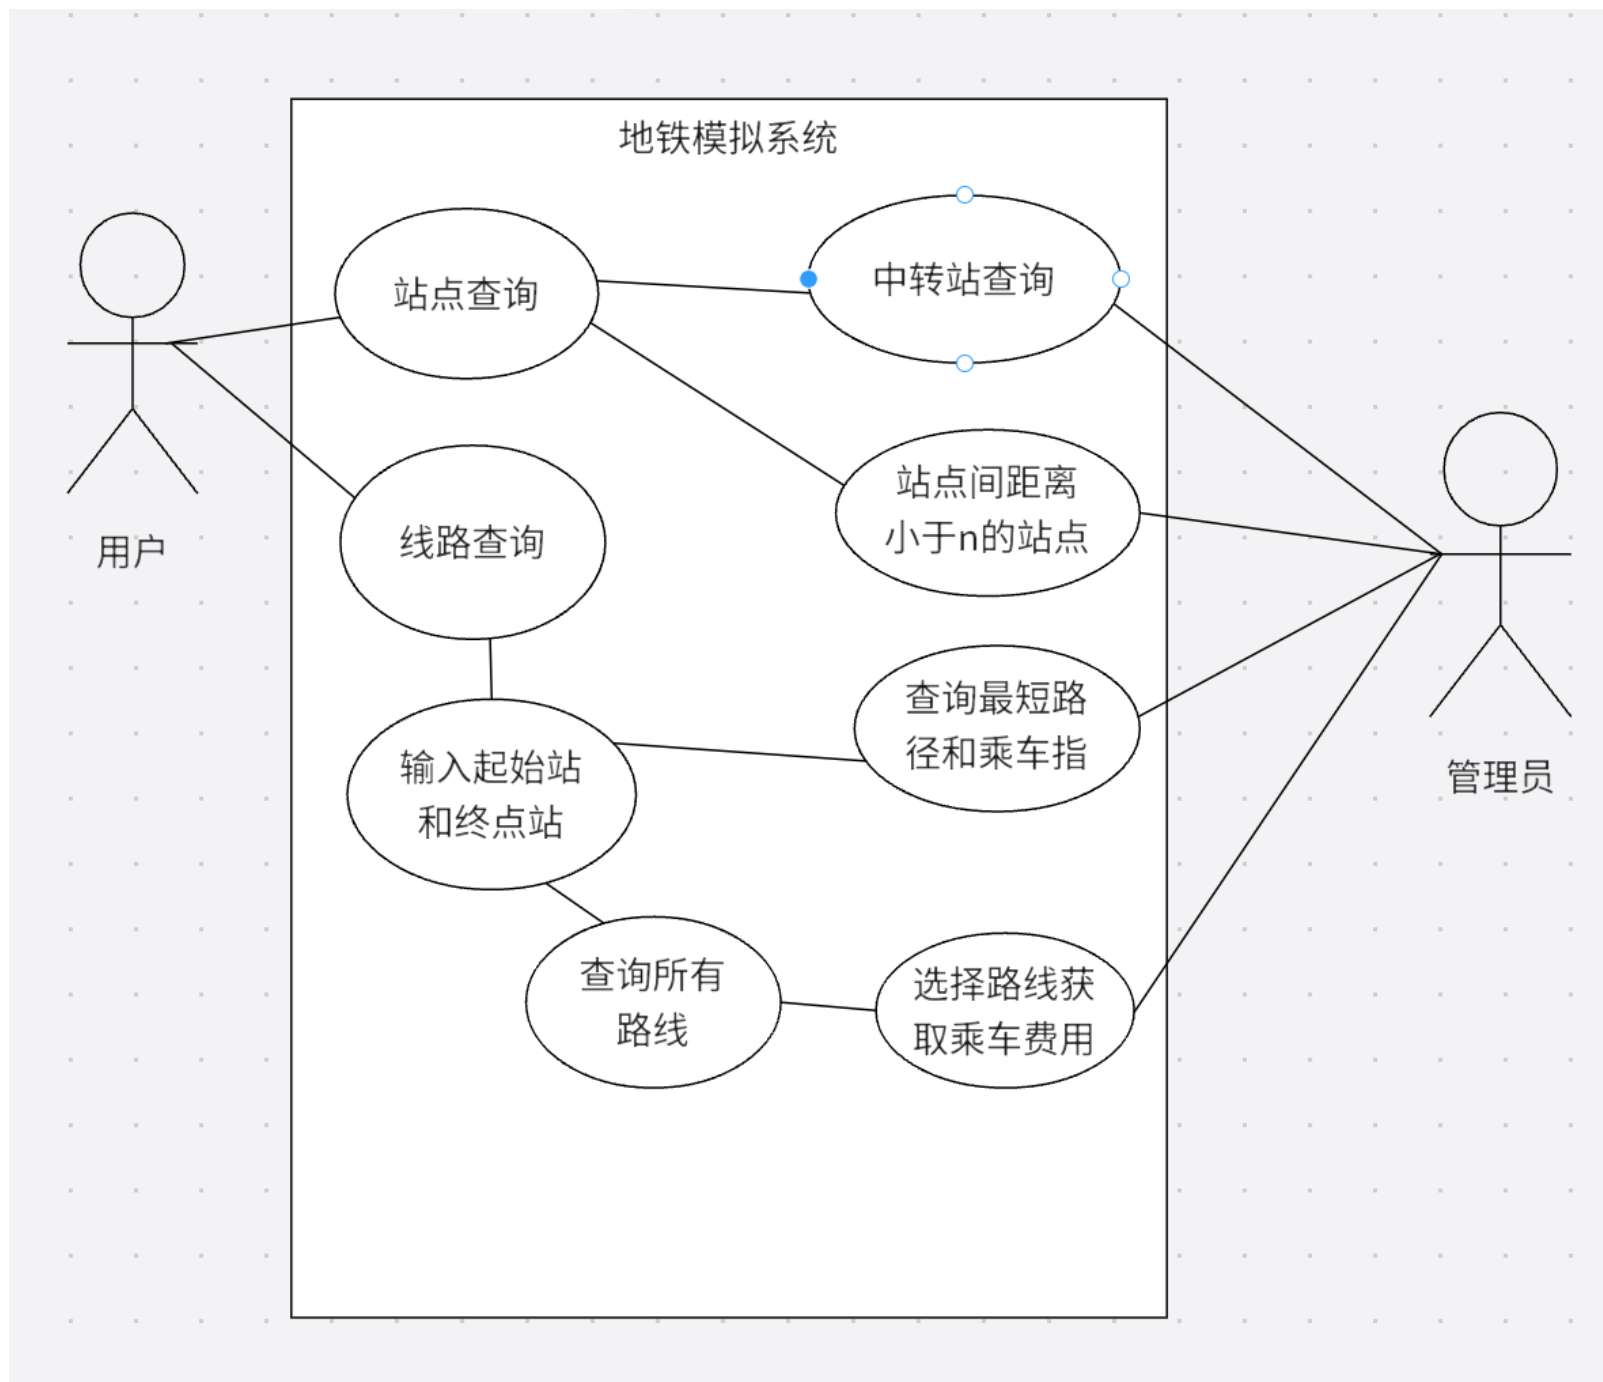 地铁模拟系统
站点查询
中转站查询
用户
线路查询
站点间距离
小于n的站点
输入起始站
和终点站
查询最短路
径和乘车指
管理员
查询所有
路线
选择路线获
取乘车费用